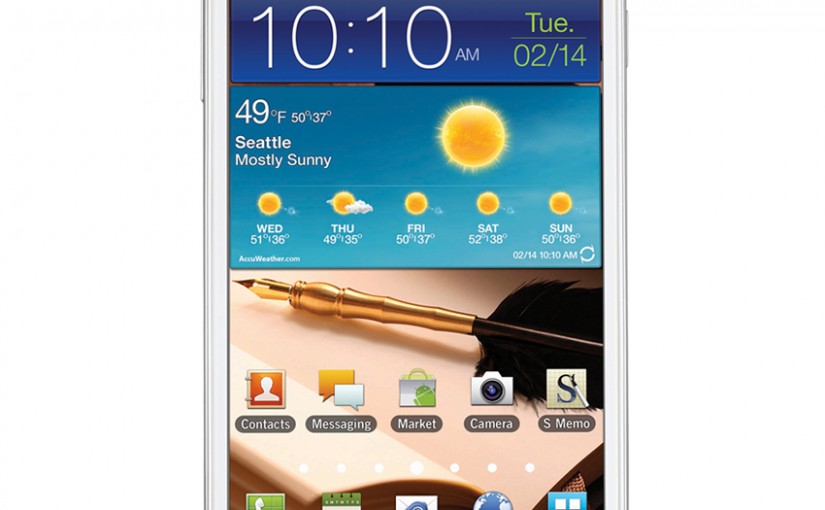 10:10 AM
Tue.
02/14
49°F 50°|37°
Seattle
Mostly Sunny
WED THU FRI SAT SUN
51°|36° 49°|35° 50°|37° 52°|38° 50°|36°
AccuWeather.com 02/14 10:10 AM
Contacts Messaging Market Camera S Memo